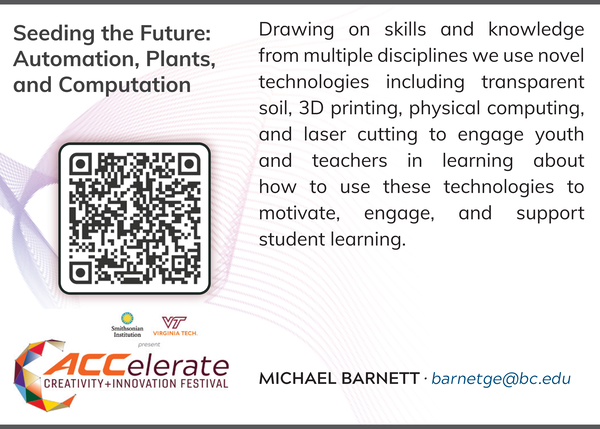 Seeding the Future:
Automation, Plants,
and Computation
Drawing on skills and knowledge
from multiple disciplines we use novel
technologies including transparent
soil, 3D printing, physical computing,
and laser cutting to engage youth
and teachers in learning about
how to use these technologies to
motivate, engage, and support
student learning.
Smithsonian
Institution
VT
VIRGINIA TECH.
present
ACCelerate
CREATIVITY+INNOVATION FESTIVAL
MICHAEL BARNETT · barnetge@bc.edu